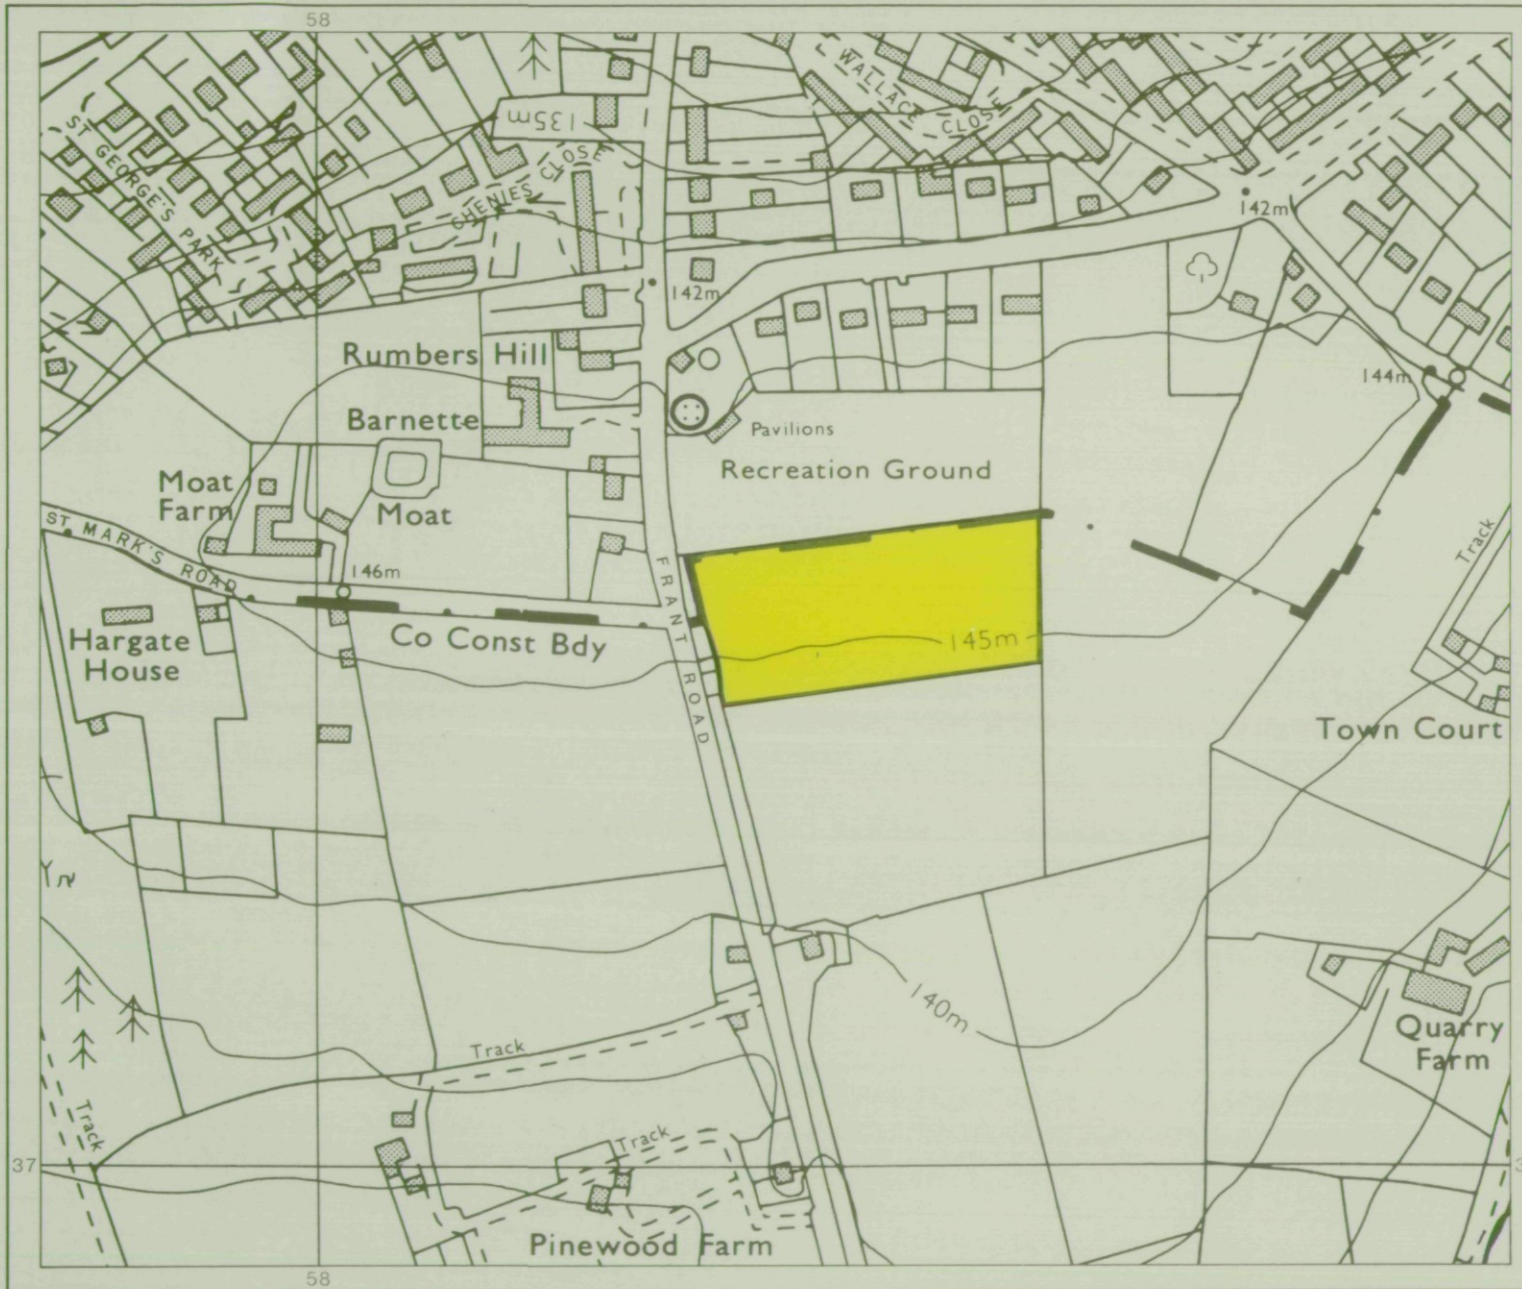 58
WALLACE CLOSE
135m
ST GEORGE'S PARK
SHENIES CLOSE
142m
142m
Rumbers Hill
144m
Barnette
Pavilions
Recreation Ground
Moat
Farm
Moat
ST MARK'S ROAD
146m
FRANT ROAD
Track
Hargate
House
Co Const Bdy
145m
Town Court
140m
Quarry
Farm
Track
Track
Track
37
Pinewood Farm
58